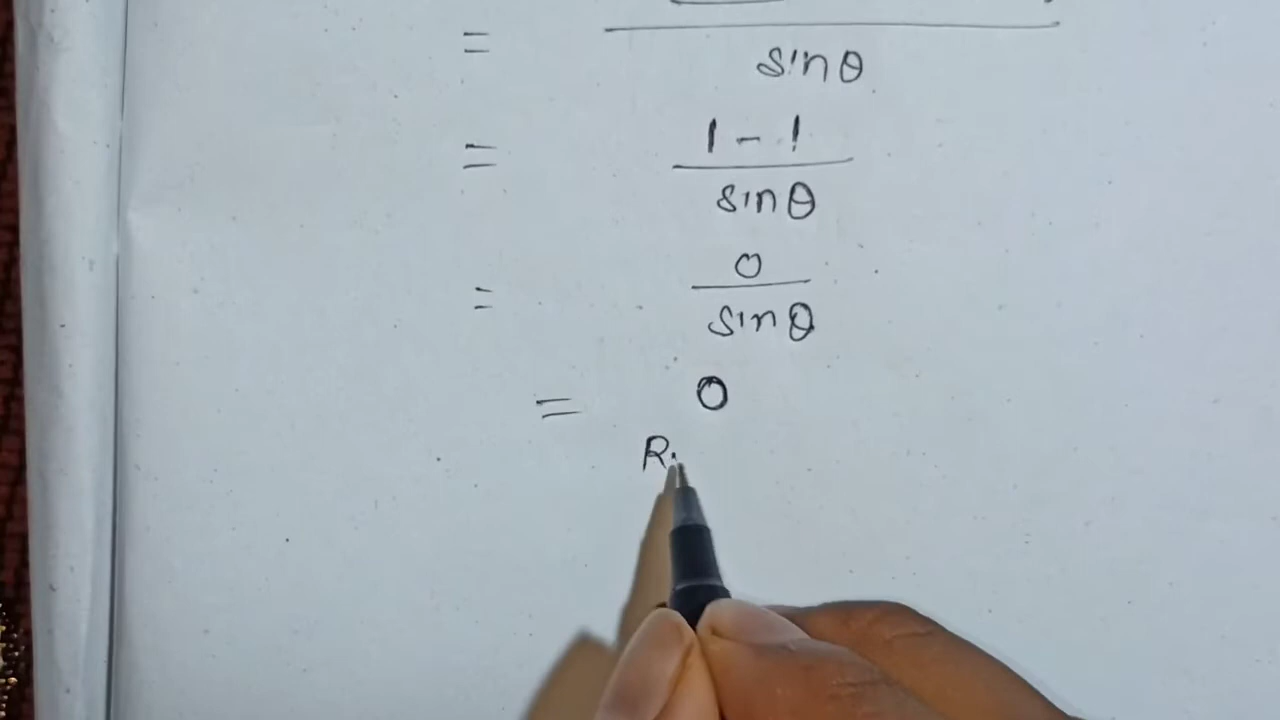 = sinθ
= 1 - 1
sinθ
= 0
sinθ
= 0
R.